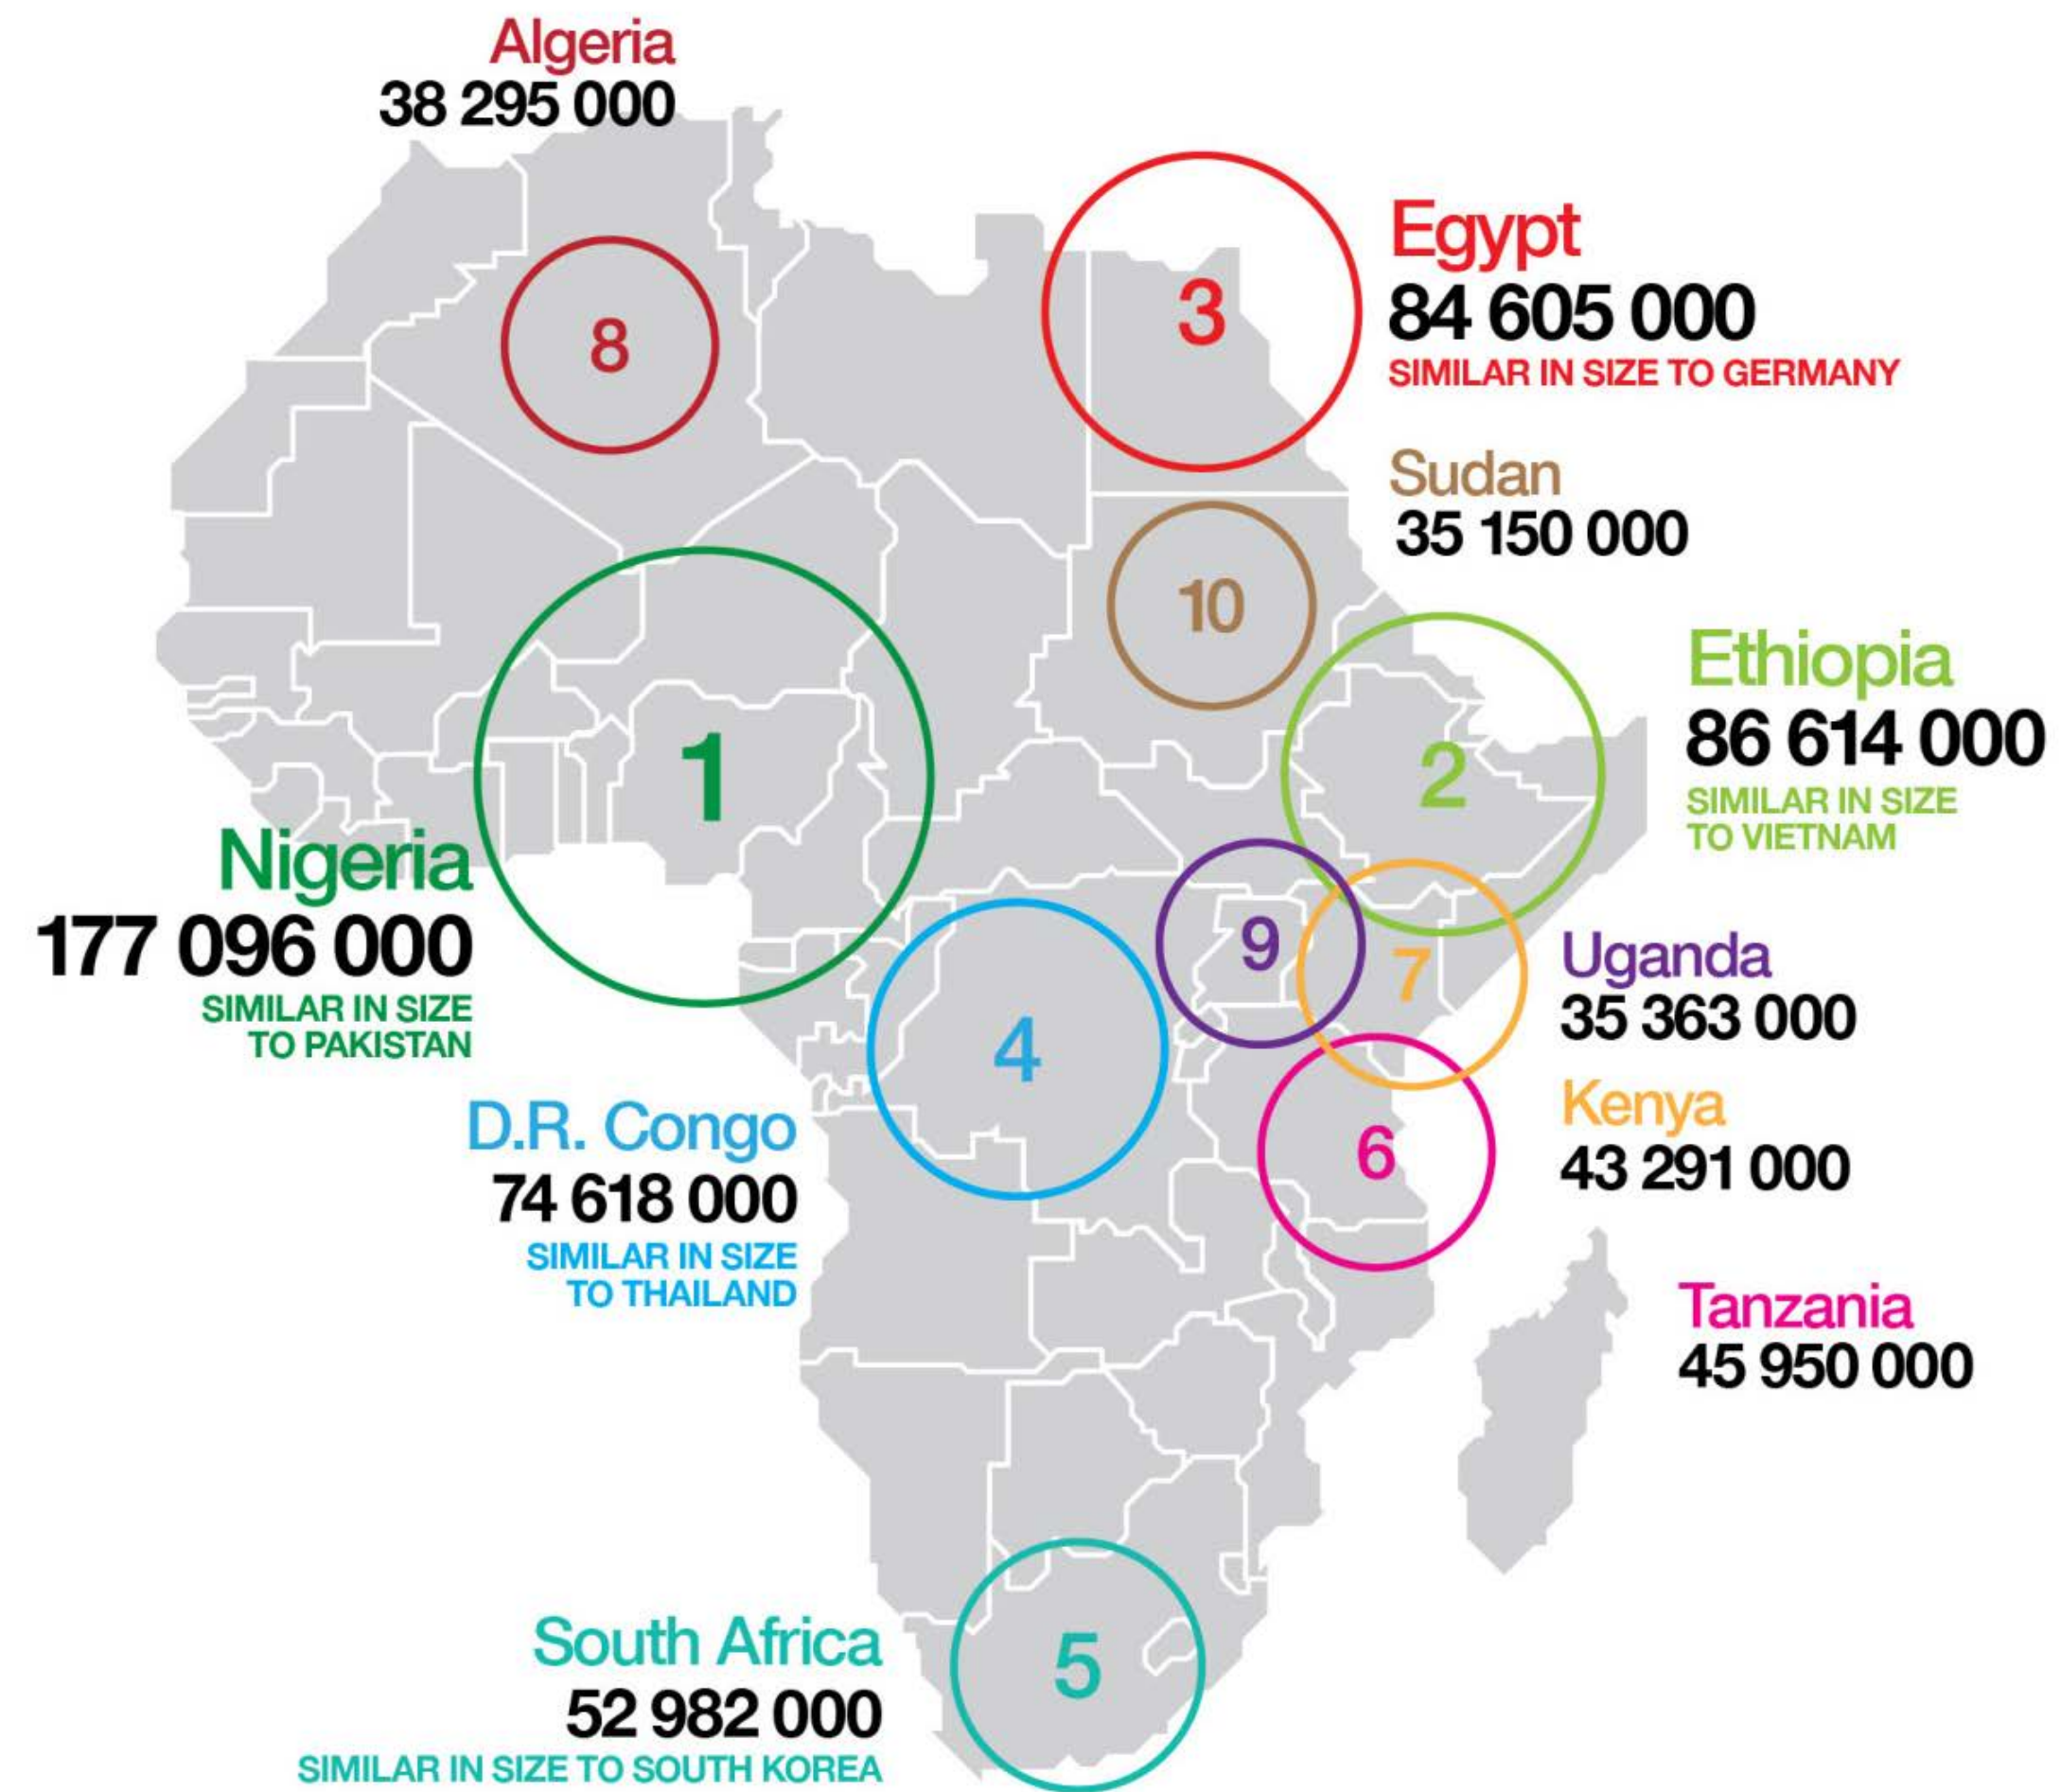 Algeria
38 295 000
8
3
Egypt
84 605 000
SIMILAR IN SIZE TO GERMANY
Sudan
35 150 000
10
Ethiopia
86 614 000
SIMILAR IN SIZE
TO VIETNAM
2
1
Nigeria
177 096 000
SIMILAR IN SIZE
TO PAKISTAN
9
7
Uganda
35 363 000
4
Kenya
43 291 000
D.R. Congo
74 618 000
SIMILAR IN SIZE
TO THAILAND
6
Tanzania
45 950 000
5
South Africa
52 982 000
SIMILAR IN SIZE TO SOUTH KOREA